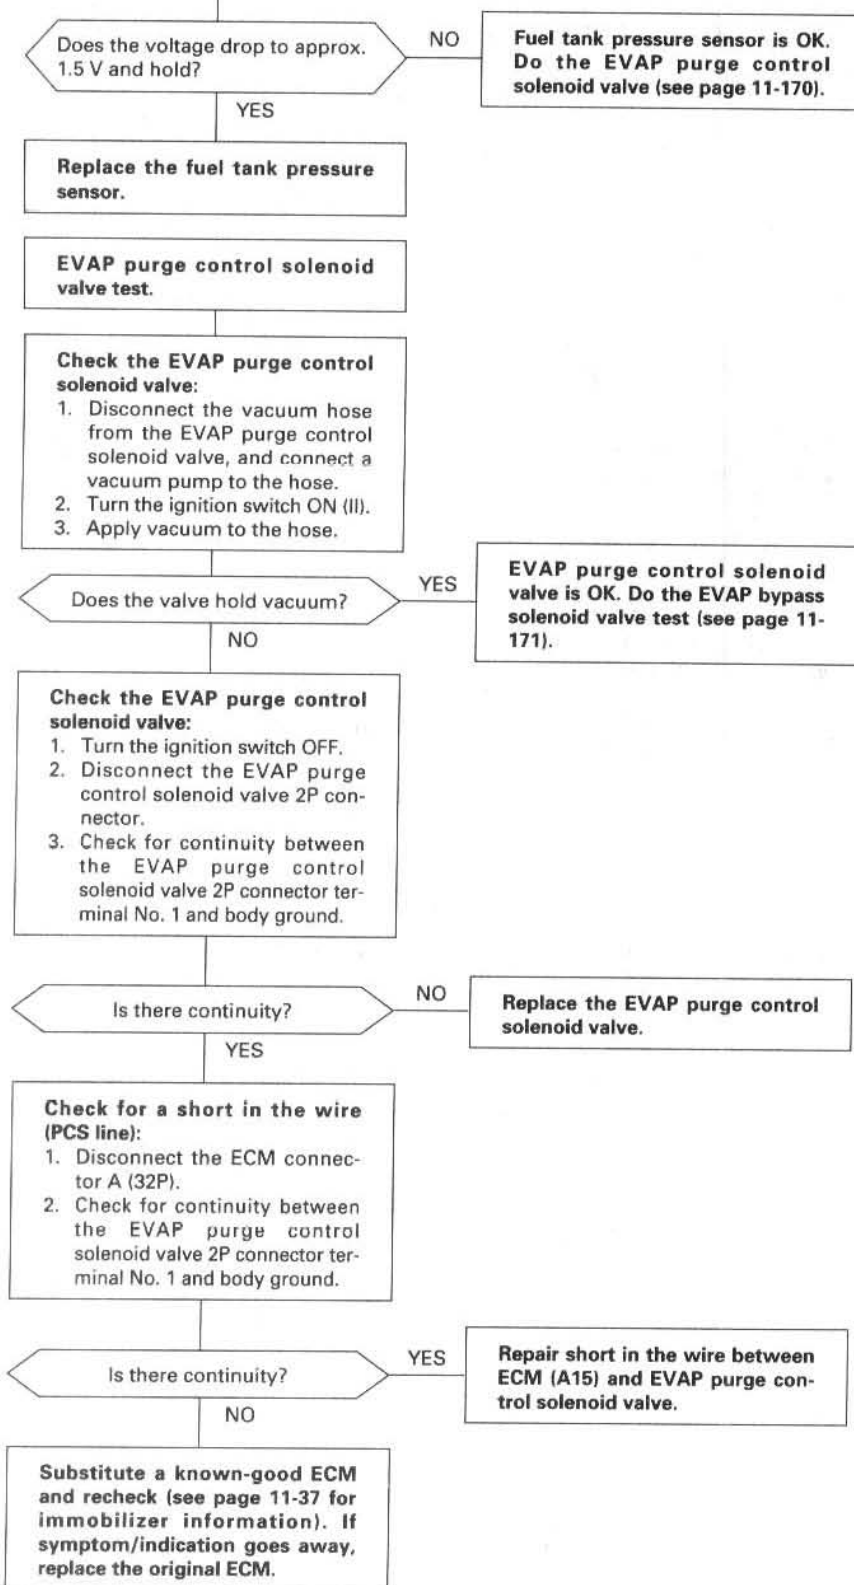 Does the voltage drop to approx.
1.5 V and hold?
NO
Fuel tank pressure sensor is OK.
Do the EVAP purge control
solenoid valve (see page 11-170).
YES
Replace the fuel tank pressure
sensor.
EVAP purge control solenoid
valve test.
Check the EVAP purge control
solenoid valve:
1. Disconnect the vacuum hose
from the EVAP purge control
solenoid valve, and connect a
vacuum pump to the hose.
2. Turn the ignition switch ON (II).
3. Apply vacuum to the hose.
Does the valve hold vacuum?
YES
EVAP purge control solenoid
valve is OK. Do the EVAP bypass
solenoid valve test (see page 11-
171).
NO
Check the EVAP purge control
solenoid valve:
1. Turn the ignition switch OFF.
2. Disconnect the EVAP purge
control solenoid valve 2P con-
nector.
3. Check for continuity between
the EVAP purge control
solenoid valve 2P connector ter-
minal No. 1 and body ground.
Is there continuity?
NO
Replace the EVAP purge control
solenoid valve.
YES
Check for a short in the wire
(PCS line):
1. Disconnect the ECM connec-
tor A (32P).
2. Check for continuity between
the EVAP purge control
solenoid valve 2P connector ter-
minal No. 1 and body ground.
Is there continuity?
YES
Repair short in the wire between
ECM (A15) and EVAP purge con-
trol solenoid valve.
NO
Substitute a known-good ECM
and recheck (see page 11-37 for
immobilizer information). If
symptom/indication goes away,
replace the original ECM.